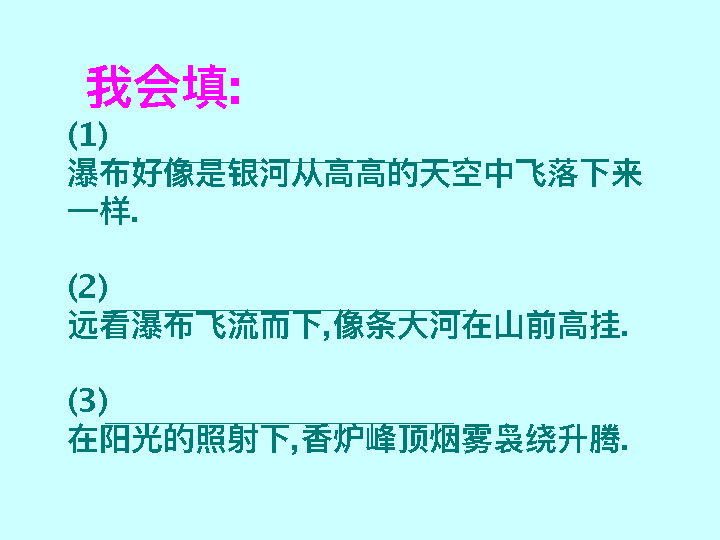 我会填:
(1)
瀑布好像是银河从高高的天空中飞落下来
一样.
(2)
远看瀑布飞流而下,像条大河在山前高挂.
(3)
在阳光的照射下,香炉峰顶烟雾袅绕升腾.